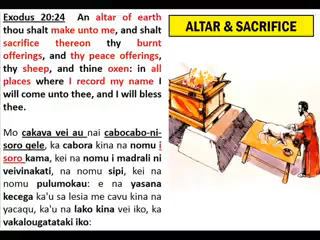 Exodus 20:24 An altar of earth
thou shalt make unto me, and shalt
sacrifice thereon thy burnt
offerings, and thy peace offerings,
thy sheep, and thine oxen: in all
places where I record my name I
will come unto thee, and I will bless
thee.
Mo cakaya vei au nai cabocabo-ni-
soro qele, ka cabora kina na nomu i
soro kama, kei na nomu i madrali ni
veivinakati, na nomu sipi, kei na
nomu pulumokau: e na yasana
kecega ka'u sa lesia me cavu kina na
yacaqu, ka'u na lako kina vei iko, ka
vakalougatataki iko:
ALTAR & SACRIFICE